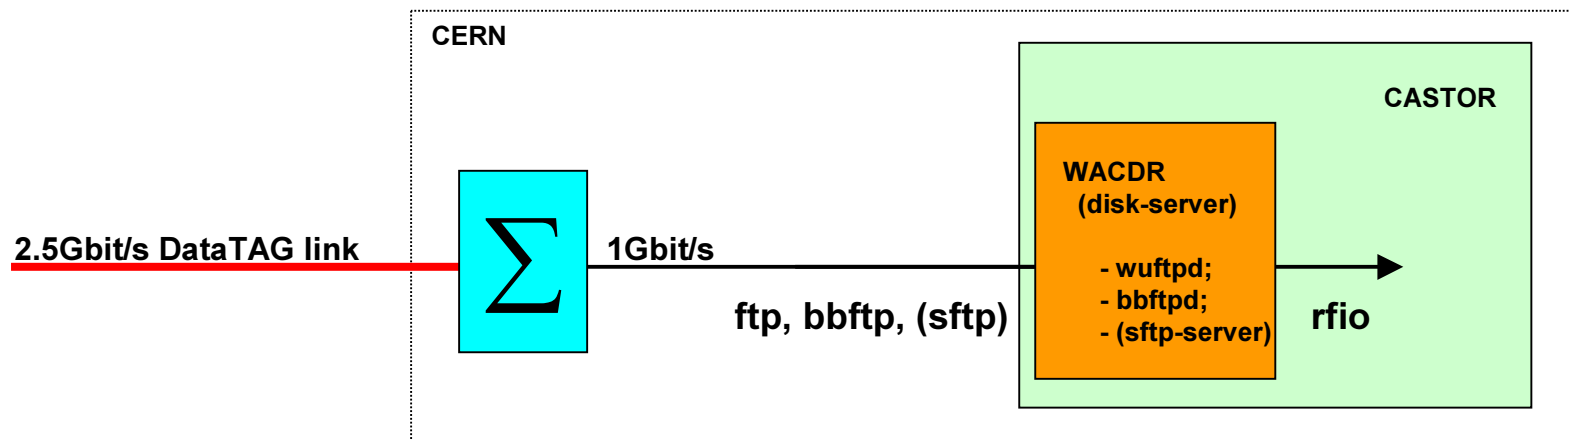 CERN
CASTOR
WACDR
(disk-server)
2.5Gbit/s DataTAG link
∑
1Gbit/s
- wuftpd;
- bbftpd;
- (sftp-server)
ftp, bbftp, (sftp)
rfio